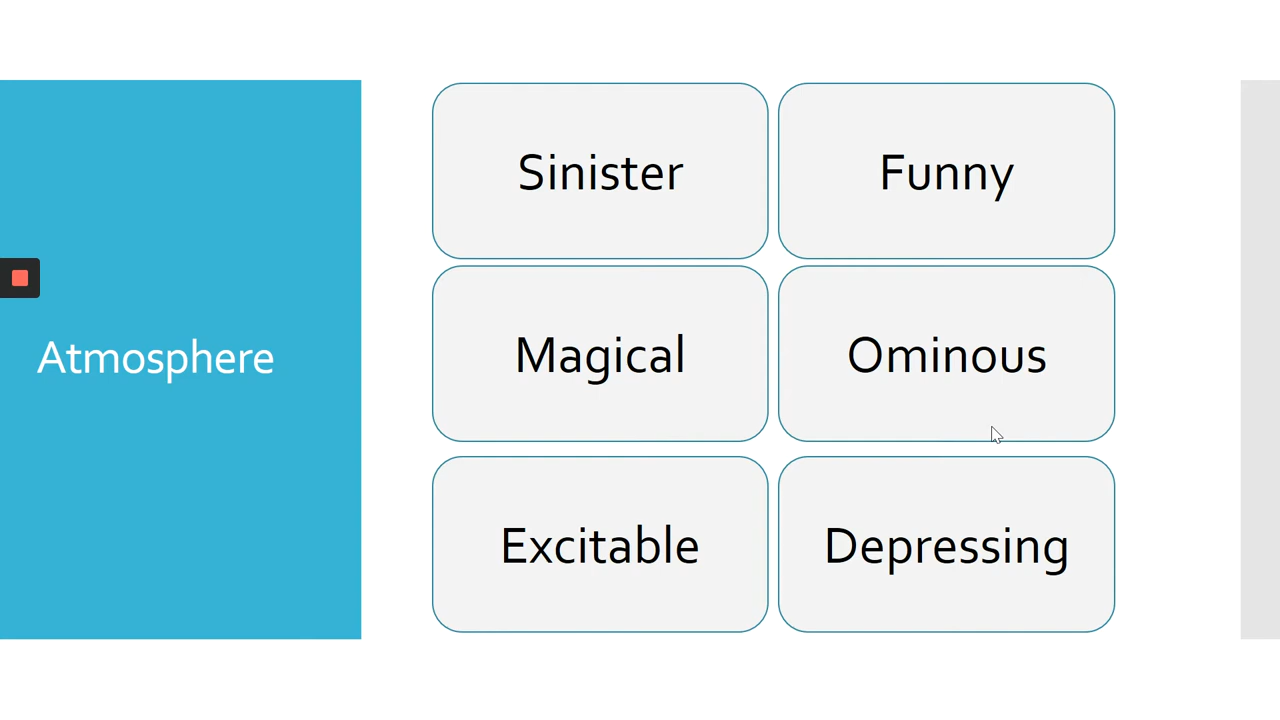 Atmosphere
Sinister
Funny
Magical
Ominous
Excitable
Depressing